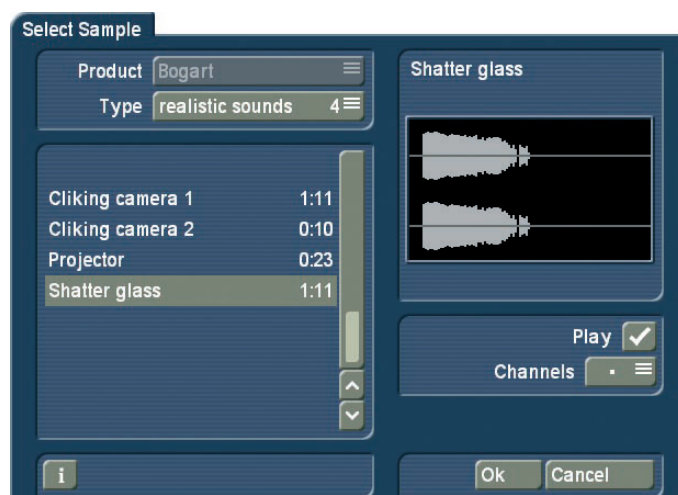 Select Sample
Product Bogart
Type realistic sounds 4
Cliking camera 1 1:11
Cliking camera 2 0:10
Projector 0:23
Shatter glass 1:11
i
Shatter glass
Play
Channels
Ok Cancel